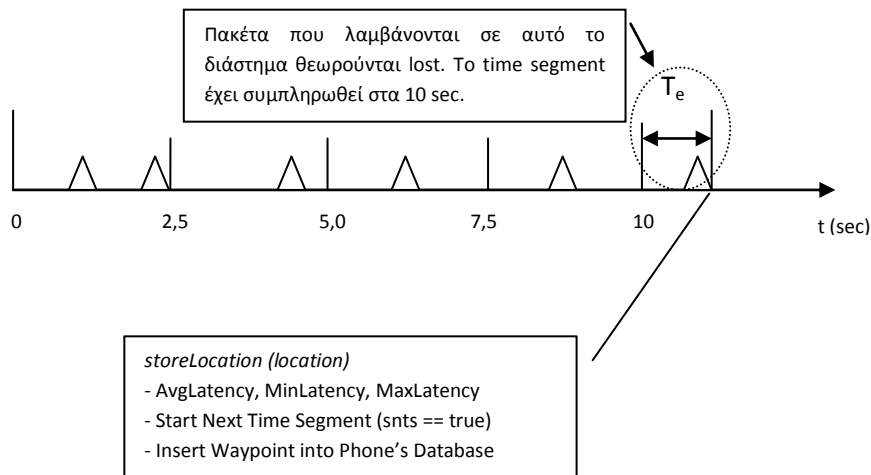 Πακέτα που λαμβάνονται σε αυτό το
διάστημα θεωρούνται lost. Το time segment
έχει συμπληρωθεί στα 10 sec.
Te
0 2,5 5,0 7,5 10 t (sec)
storeLocation (location)
- AvgLatency, MinLatency, MaxLatency
- Start Next Time Segment (snts == true)
- Insert Waypoint into Phone’s Database